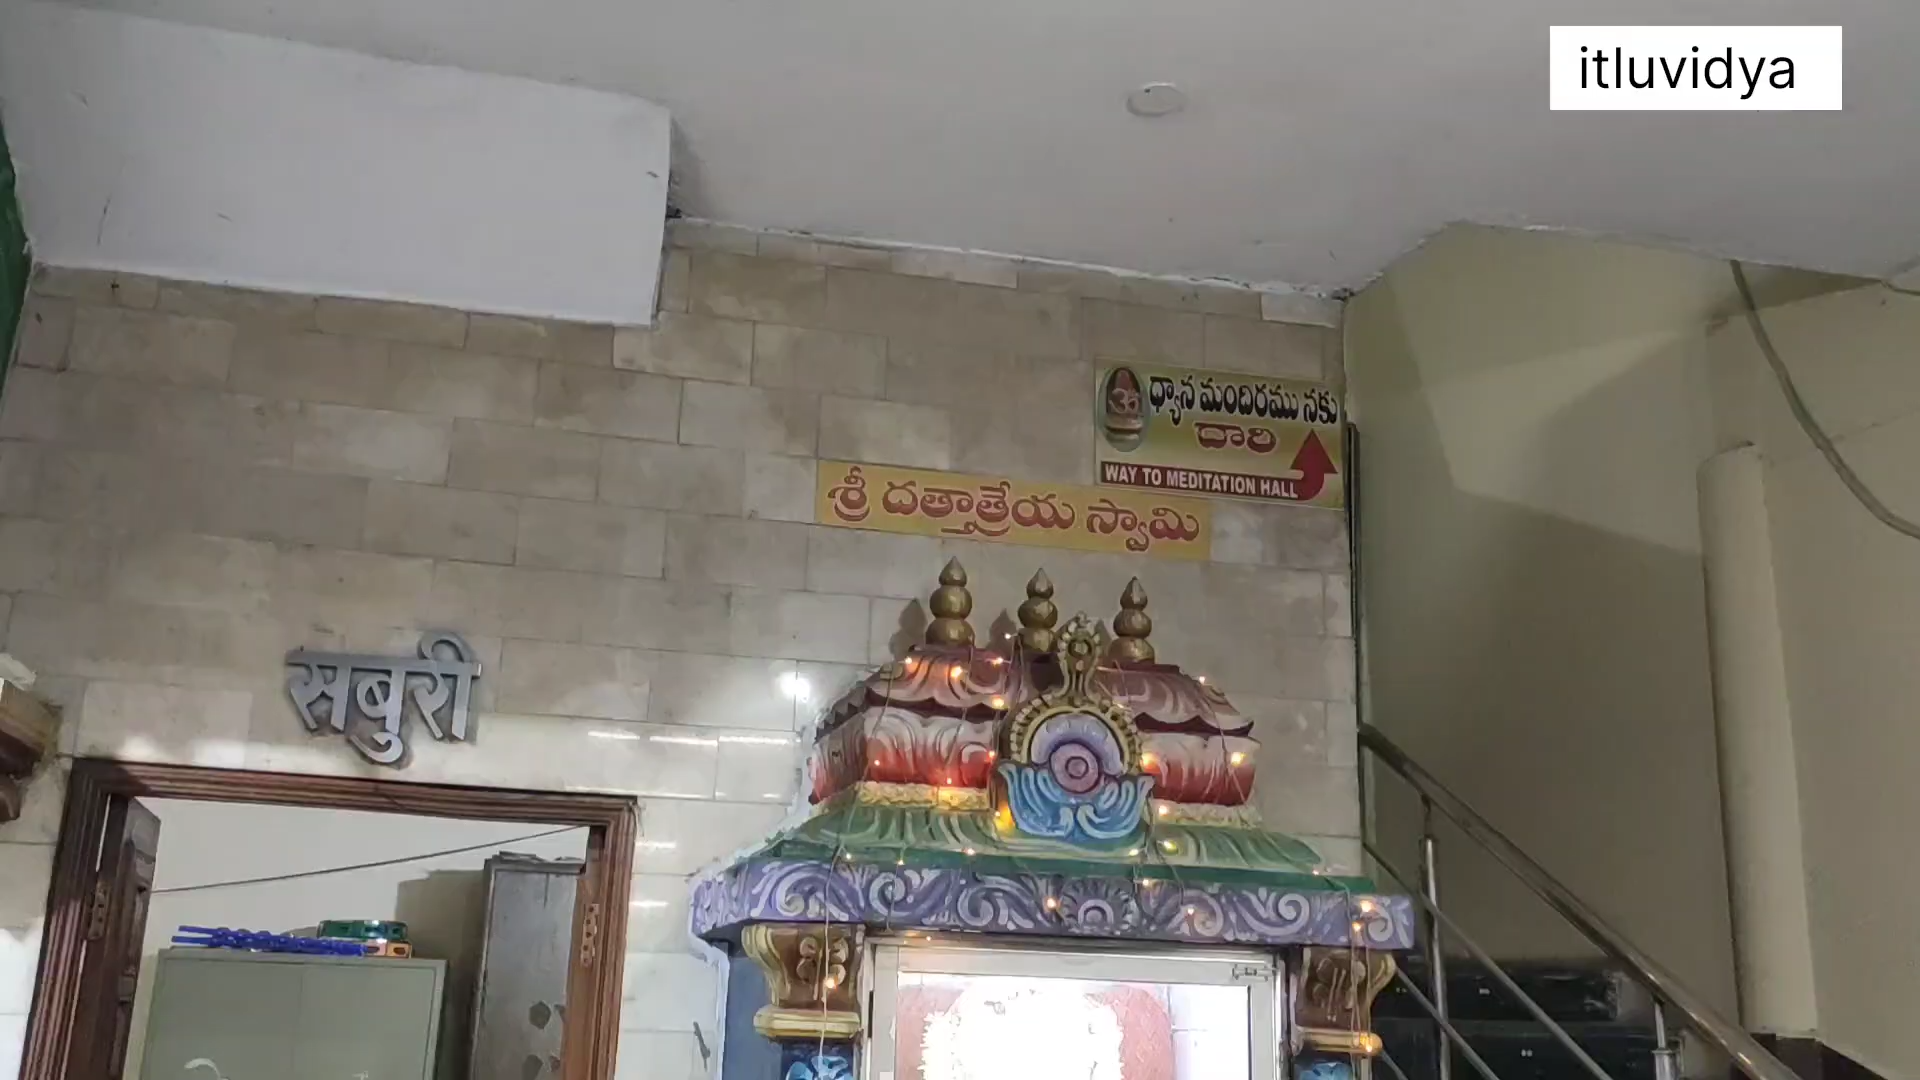 itluvidya
ధ్యాన మందిరము నకు
దారి
WAY TO MEDITATION HALL
శ్రీ దత్తాత్రేయ స్వామి
सबुरी